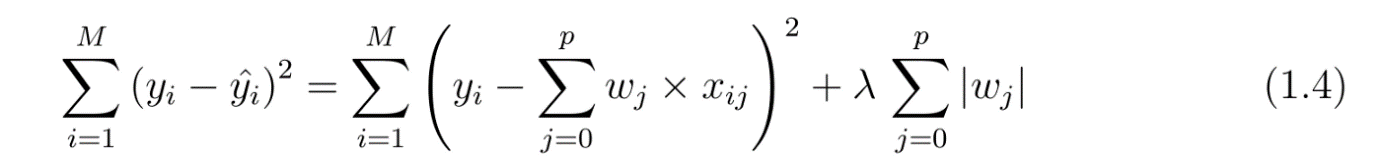 \sum_{i=1}^{M} (y_i - \hat{y_i})^2 = \sum_{i=1}^{M} \left( y_i - \sum_{j=0}^{p} w_j \times x_{ij} \right)^2 + \lambda \sum_{j=0}^{p} |w_j| (1.4)